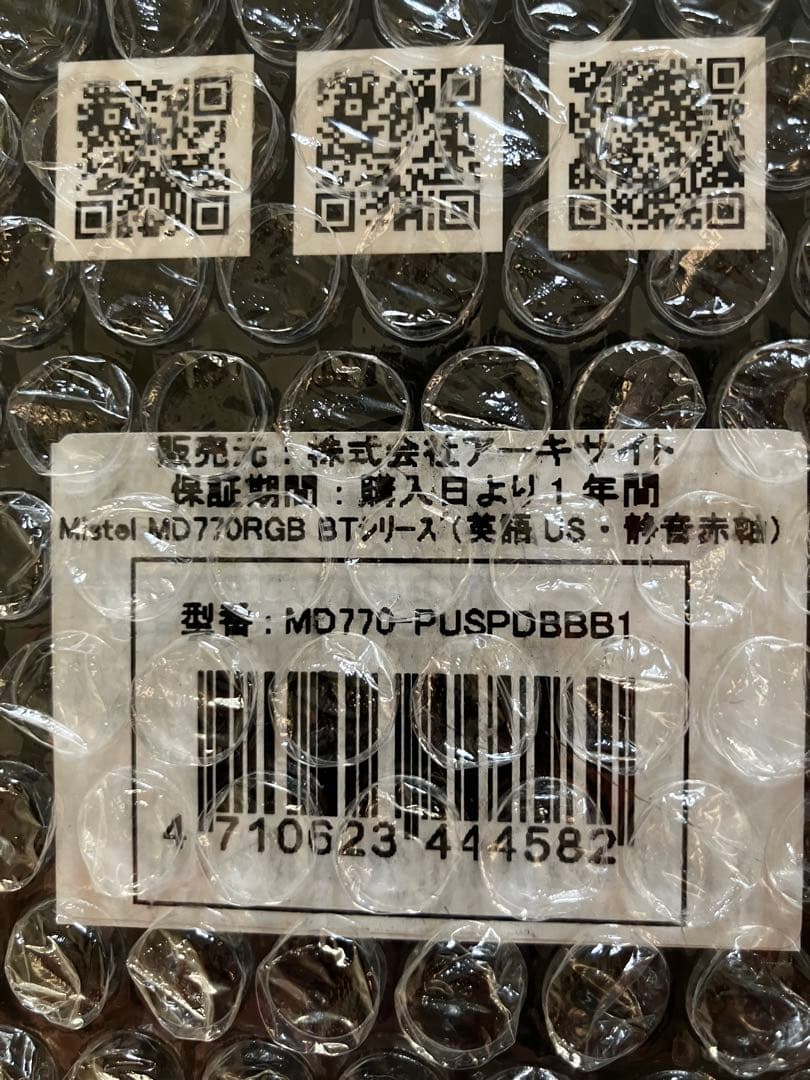 販売元：株式会社アーキサイト
保証期間：購入日より1年間
Mistel MD770RGB BTシリーズ（英語 US・静音赤軸）
型番：MD770-PUSPDBBB1
4 710623 444582